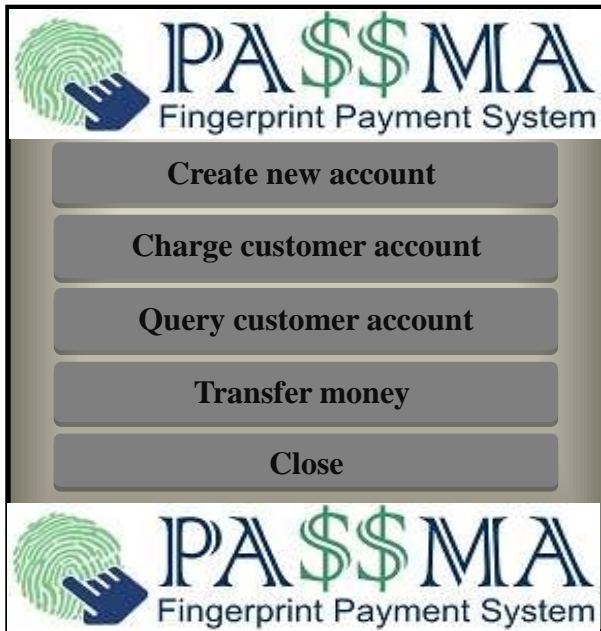 PA$$MA
Fingerprint Payment System
Create new account
Charge customer account
Query customer account
Transfer money
Close
PA$$MA
Fingerprint Payment System